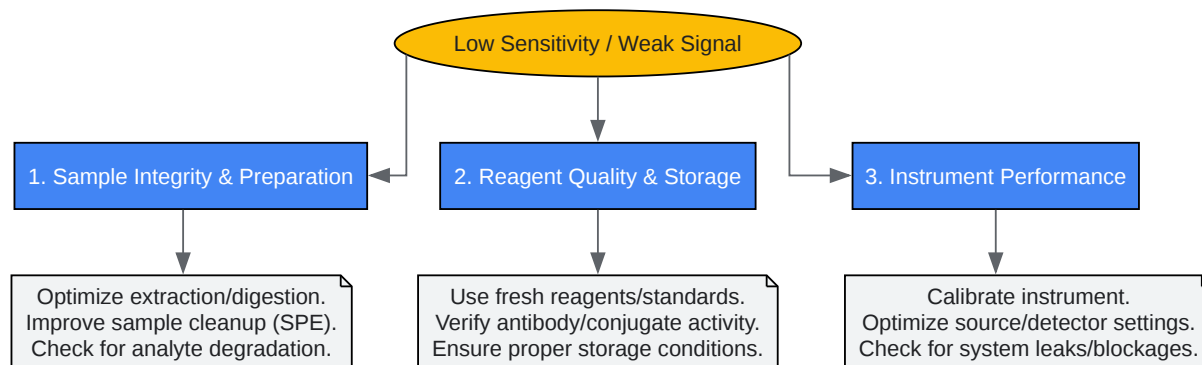 Low Sensitivity / Weak Signal
1. Sample Integrity & Preparation
2. Reagent Quality & Storage
3. Instrument Performance
Optimize extraction/digestion.
Improve sample cleanup (SPE).
Check for analyte degradation.
Use fresh reagents/standards.
Verify antibody/conjugate activity.
Ensure proper storage conditions.
Calibrate instrument.
Optimize source/detector settings.
Check for system leaks/blockages.